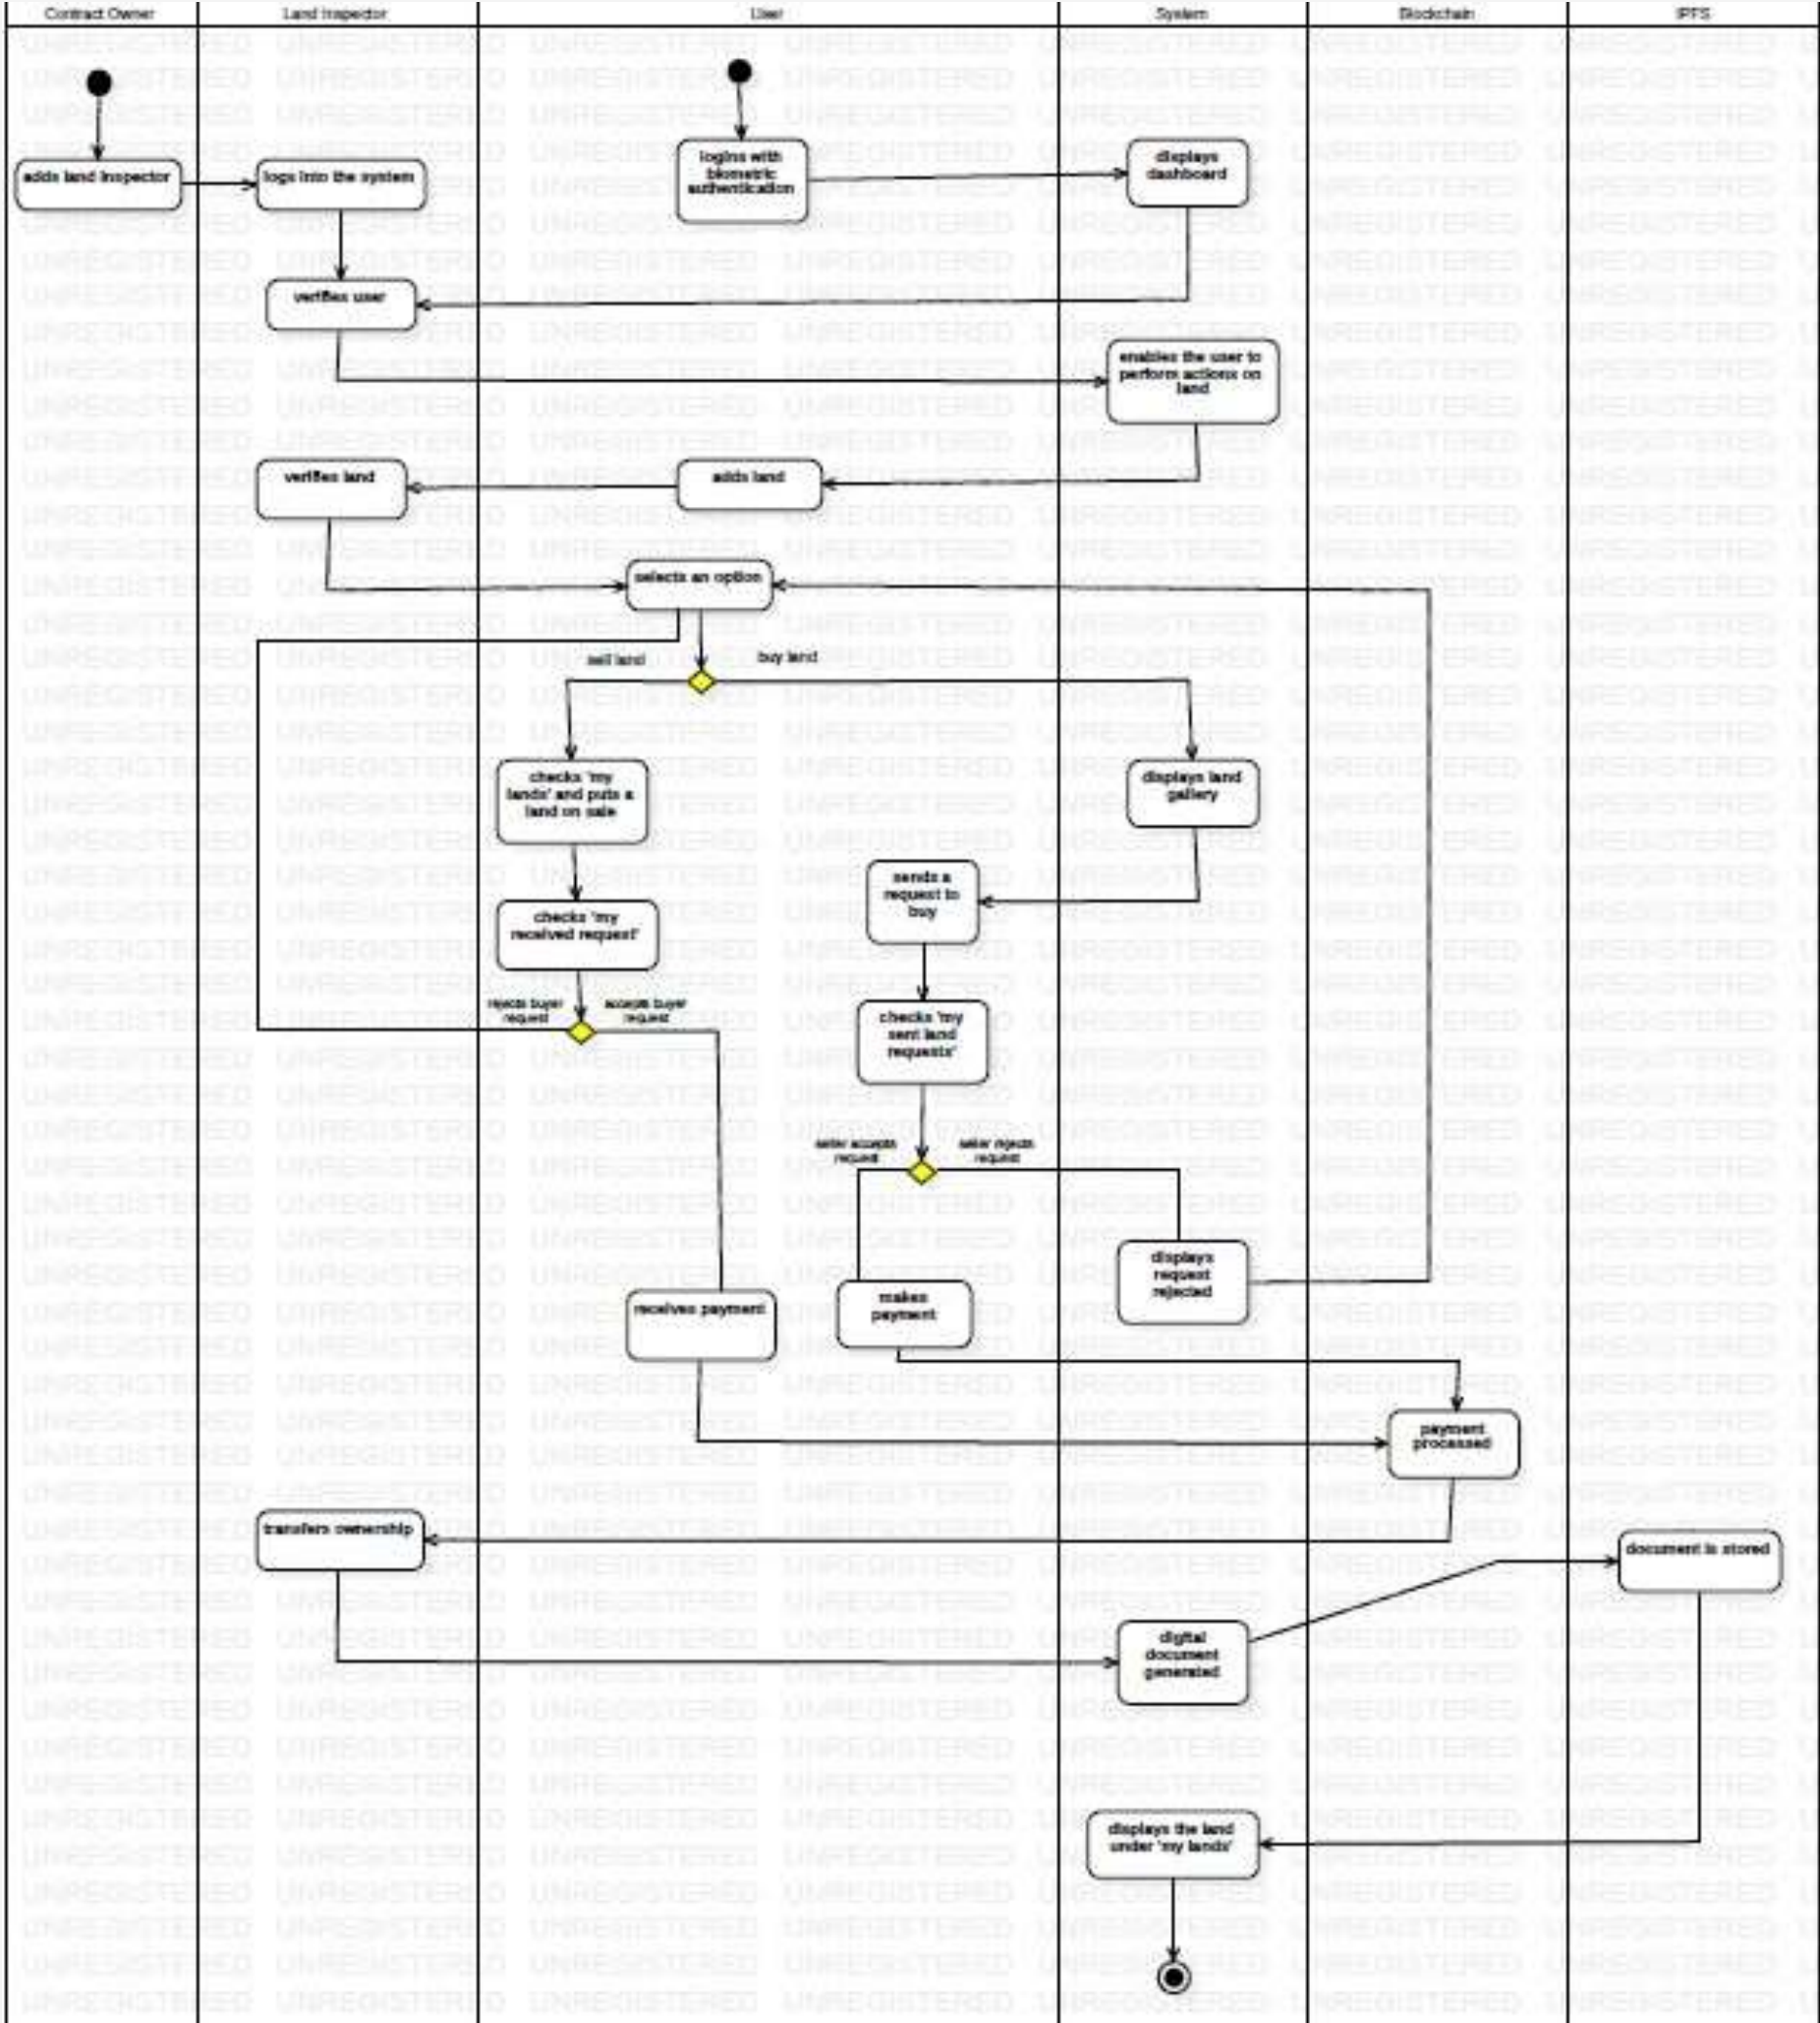 Contract Owner
Land Inspector
User
System
Blockchain
IPFS
adds land inspector
logs into the system
logins with
biometric
authentication
displays
dashboard
verifies user
enables the user to
perform actions on
land
verifies land
adds land
selects an option
sell land
buy land
checks 'my
lands' and puts a
land on sale
displays land
gallery
sends a
request to
buy
checks 'my
received request'
rejects buyer
request
accepts buyer
request
checks 'my
sent land
requests'
seller accepts
request
seller rejects
request
displays
request
rejected
receives payment
makes
payment
payment
processed
transfers ownership
document is stored
digital
document
generated
displays the land
under 'my lands'
UNREGISTERED